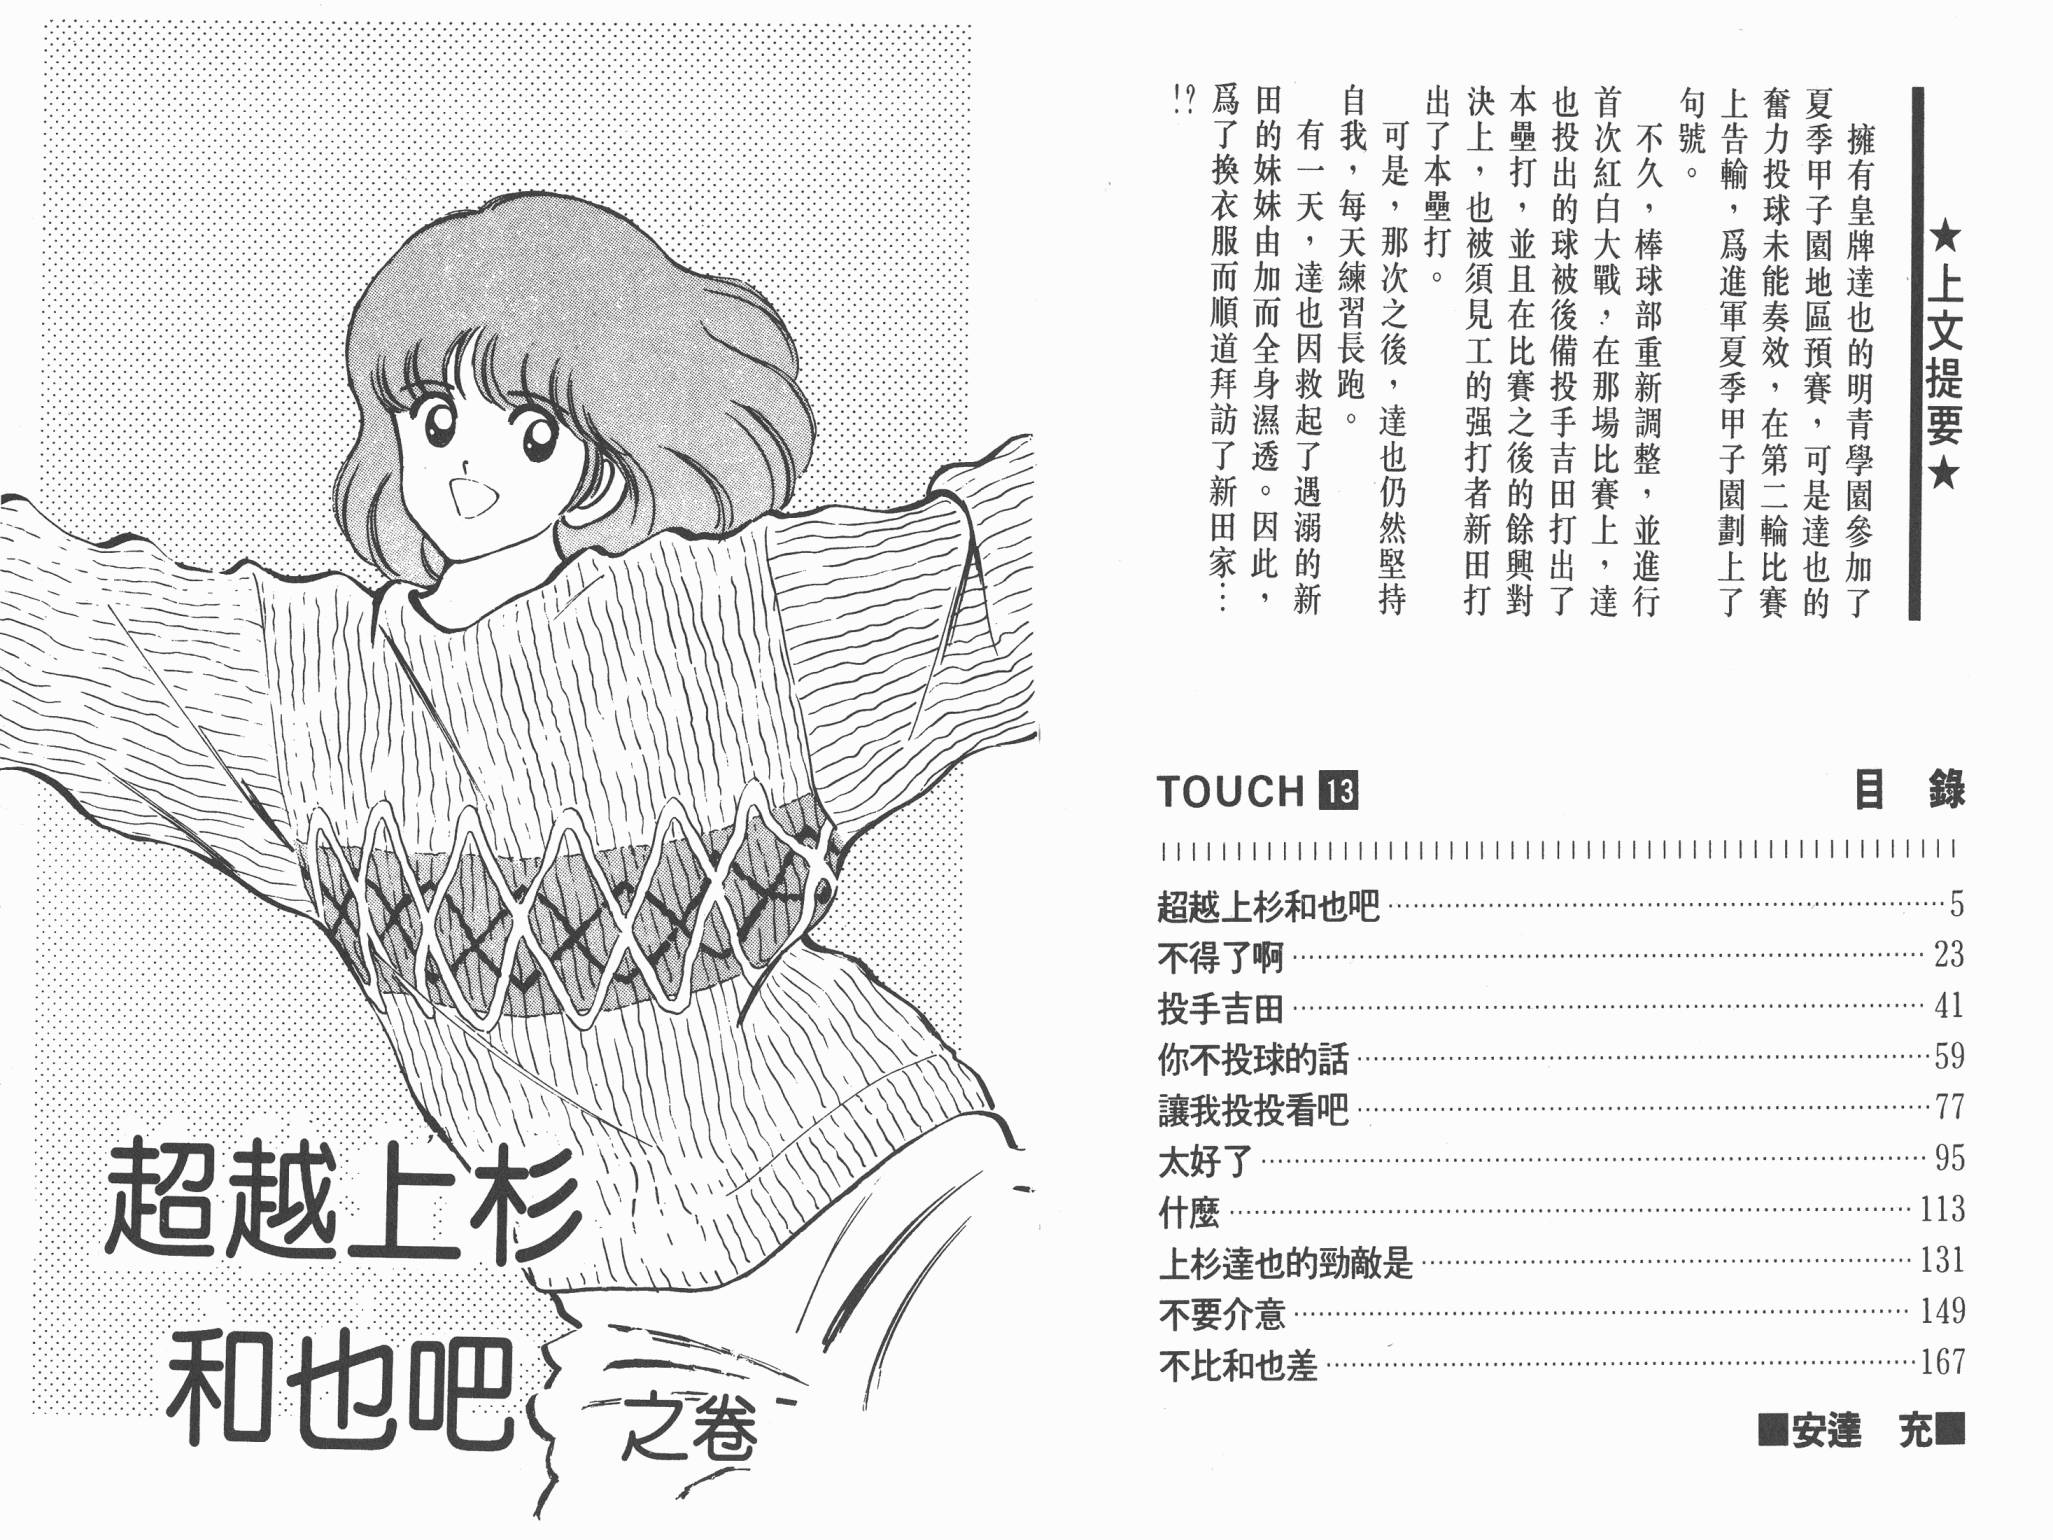 ★上文提要★
擁有皇牌達也的明青學園參加了
夏季甲子園地區預賽，可是達也的
奮力投球未能奏效，在第二輪比賽
上告輸，爲進軍夏季甲子園劃上了
句號。
不久，棒球部重新調整，並進行
首次紅白大戰，在那場比賽上，達
也投出的球被後備投手吉田打出了
本壘打，並且在比賽之後的餘興對
決上，也被須見工的强打者新田打
出了本壘打。
可是，那次之後，達也仍然堅持
自我，每天練習長跑。
有一天，達也因救起了遇溺的新
田的妹妹由加而全身濕透。因此，
爲了換衣服而順道拜訪了新田家…
!?
TOUCH 13
目 錄
超越上杉和也吧……5
不得了啊……23
投手吉田……41
你不投球的話……59
讓我投投看吧……77
太好了……95
什麼……113
上杉達也的勁敵是……131
不要介意……149
不比和也差……167
■安達 充■
超越上杉
和也吧
之卷